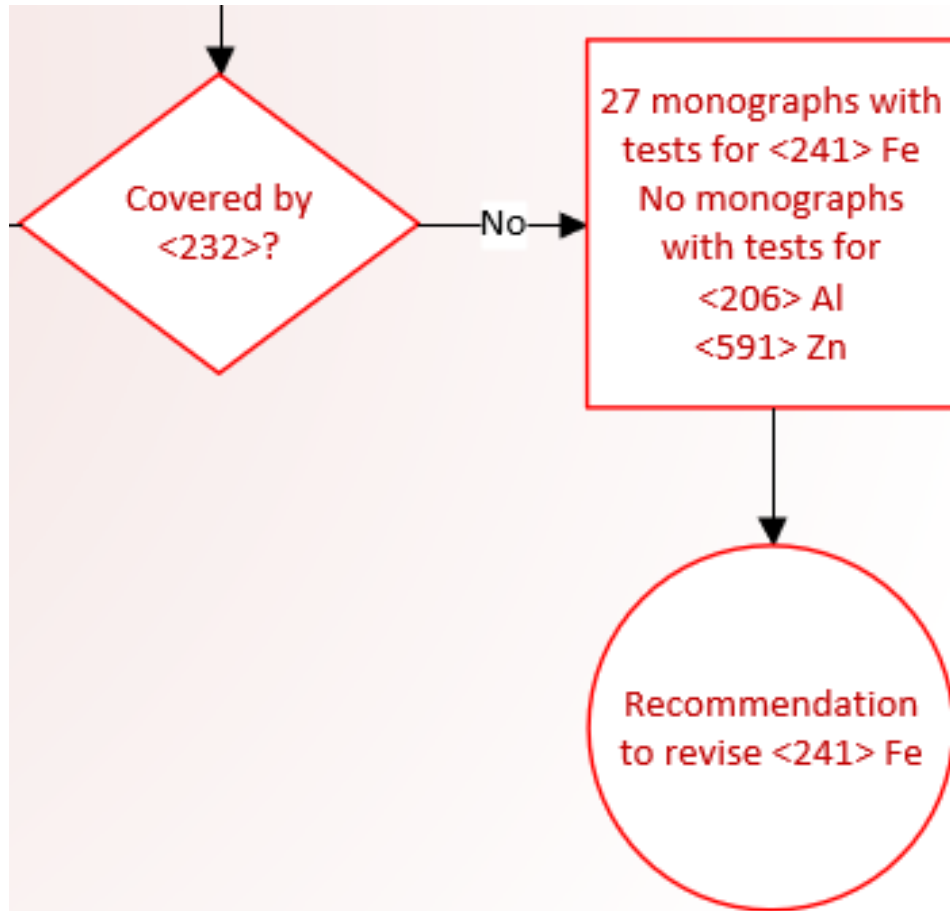 Covered by
<232>?
No
27 monographs with
tests for <241> Fe
No monographs
with tests for
<206> Al
<591> Zn
Recommendation
to revise <241> Fe